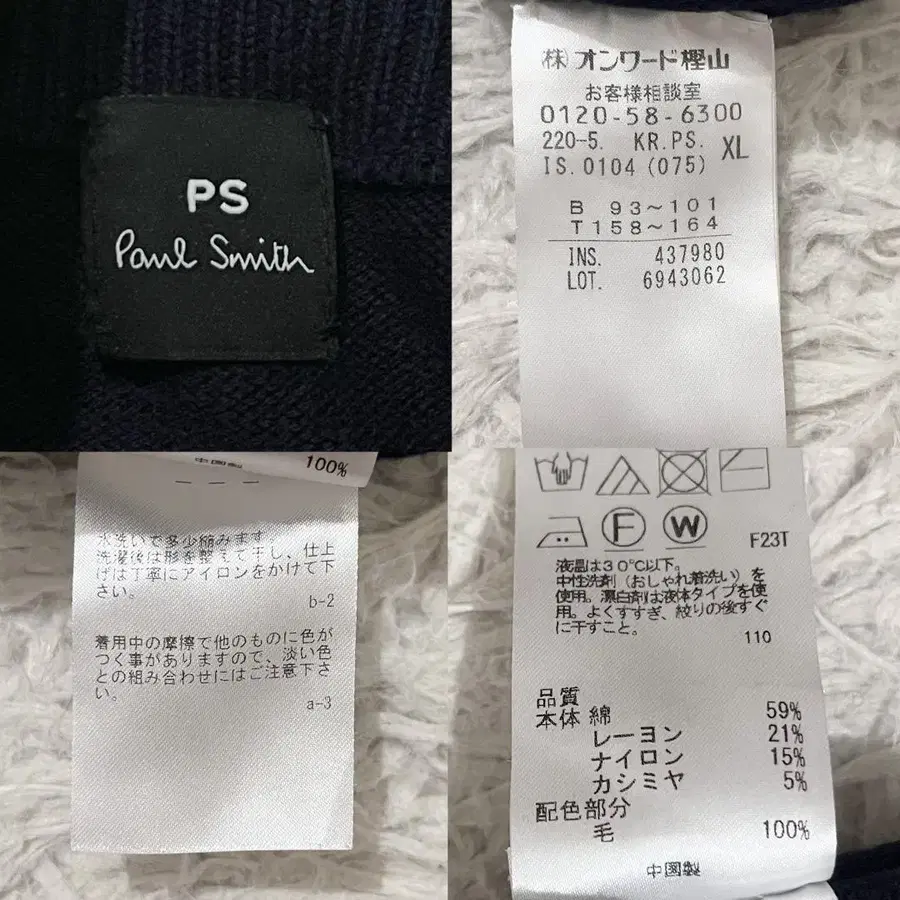 PS
Paul Smith
(株)オンワード樫山
お客様相談室
0120-58-6300
220-5. KR.PS. XL
IS.0104(075)
B 93~101
T 158~164
INS. 437980
LOT. 6943062
中国製 100%
水洗いで多少縮みます。
洗濯後は形を整えて干し、仕上
げは丁寧にアイロンをかけて下
さい。
b-2
着用中の摩擦で他のものに色が
つく事がありますので、淡い色
との組み合わせにはご注意下さ
い。
a-3
F W F23T
液温は30℃以下。
中性洗剤(おしゃれ着洗い)を
使用。漂白剤は液体タイプを使
用。よくすすぎ、絞りの後すぐ
に干すこと。
110
品質
本体 綿 59%
レーヨン 21%
ナイロン 15%
カシミヤ 5%
配色部分
毛 100%
中国製